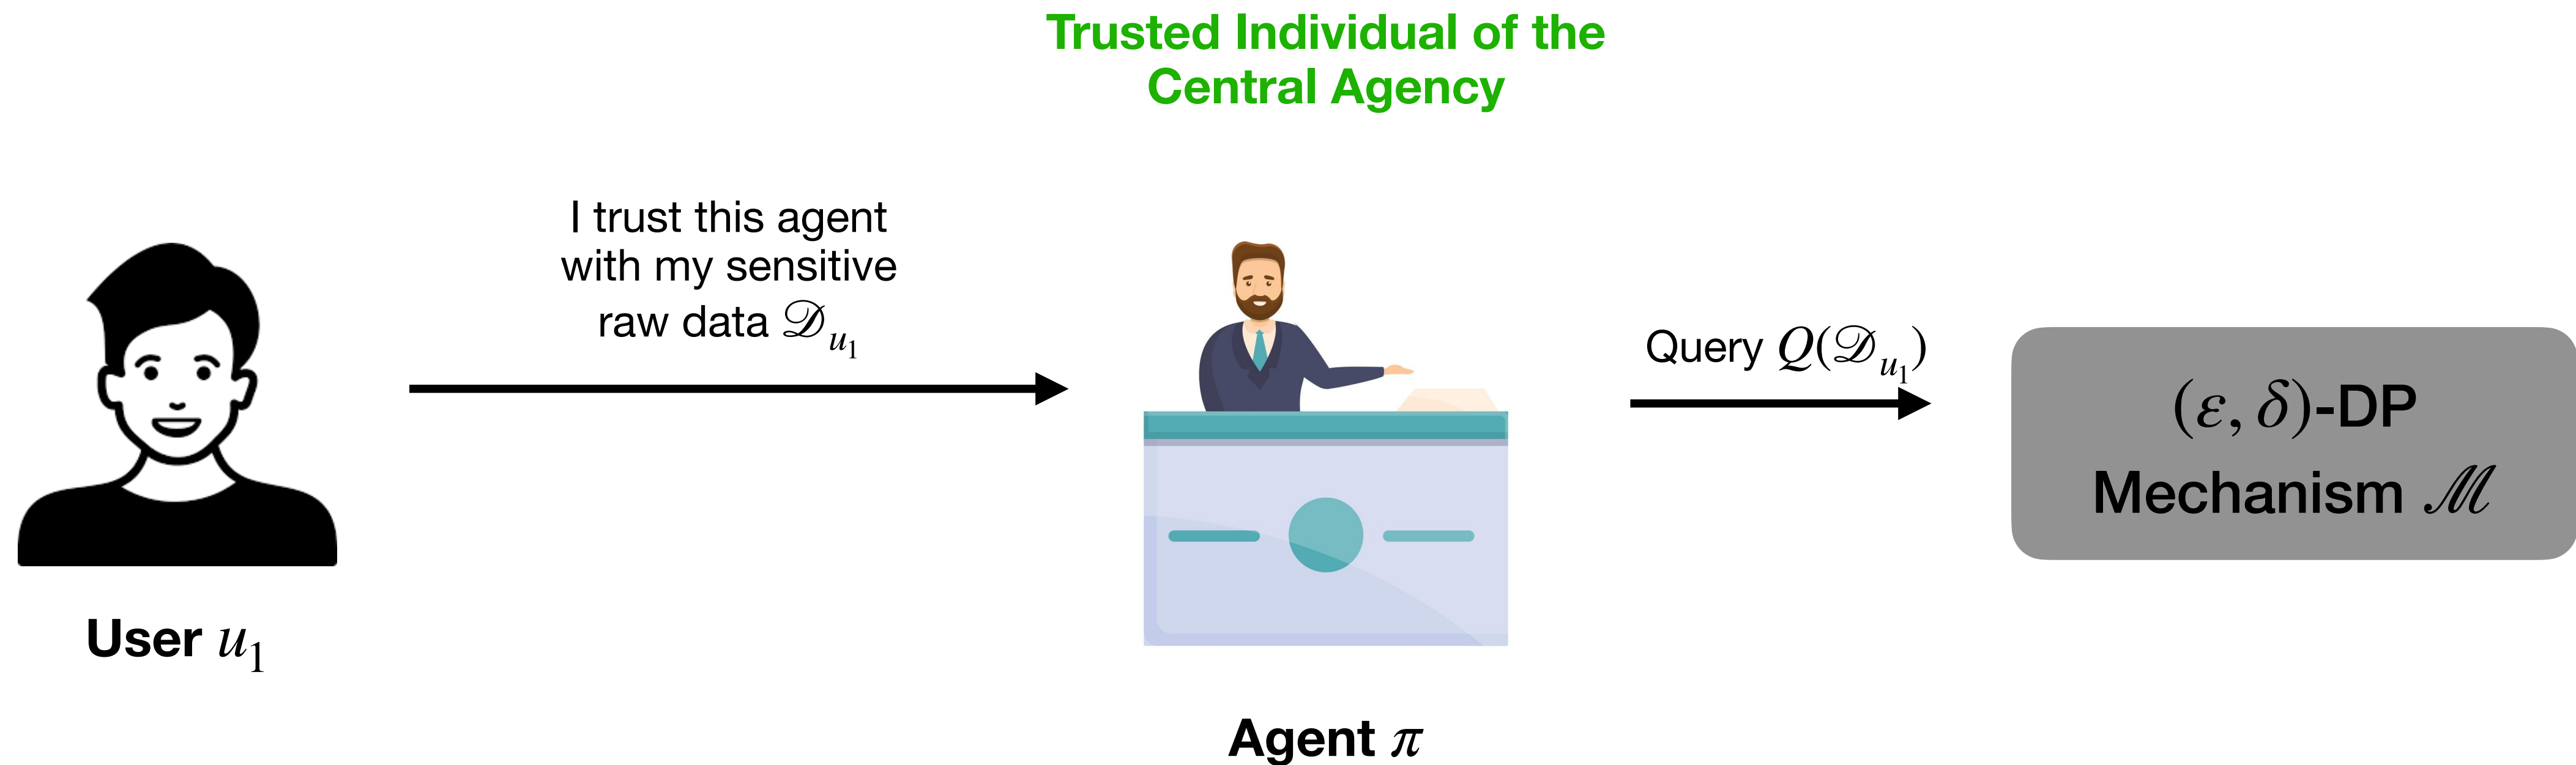 Trusted Individual of the
Central Agency
I trust this agent
with my sensitive
raw data 𝒟_{u_1}
Query Q(𝒟_{u_1})
(ε, δ)-DP
Mechanism ℳ
User u_1
Agent π